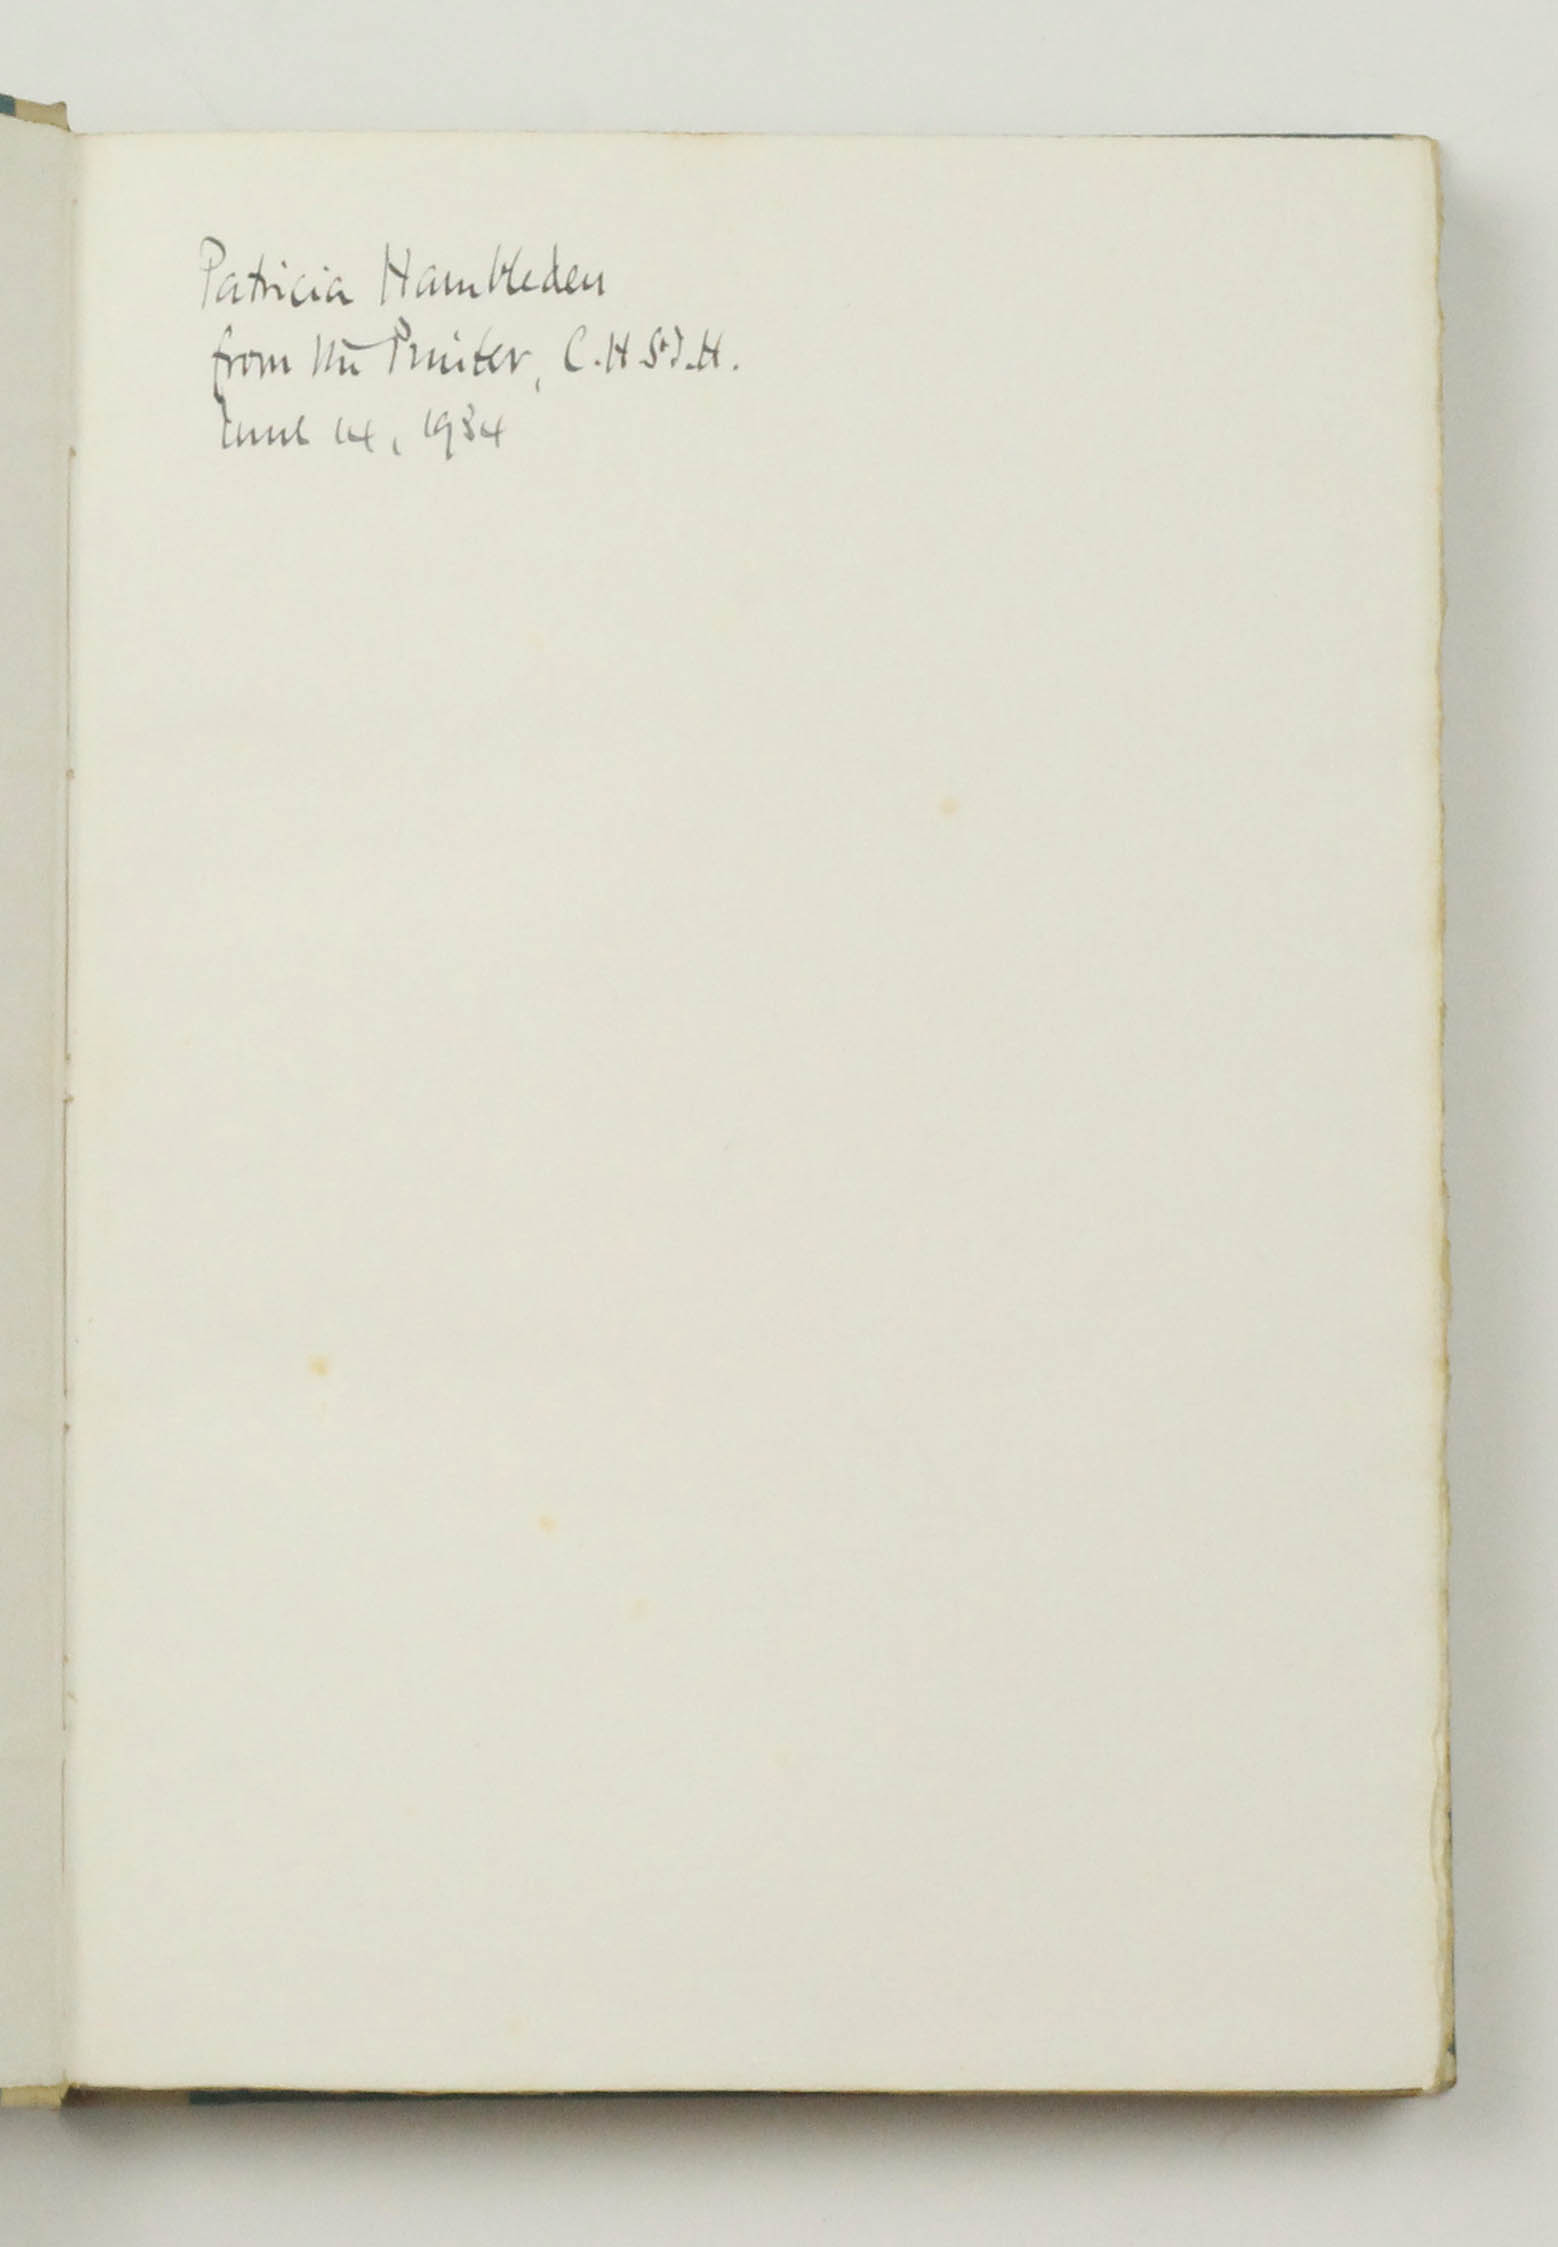 Patricia Hambleden
from the Printer, C.H St.J.H.
June 14, 1934